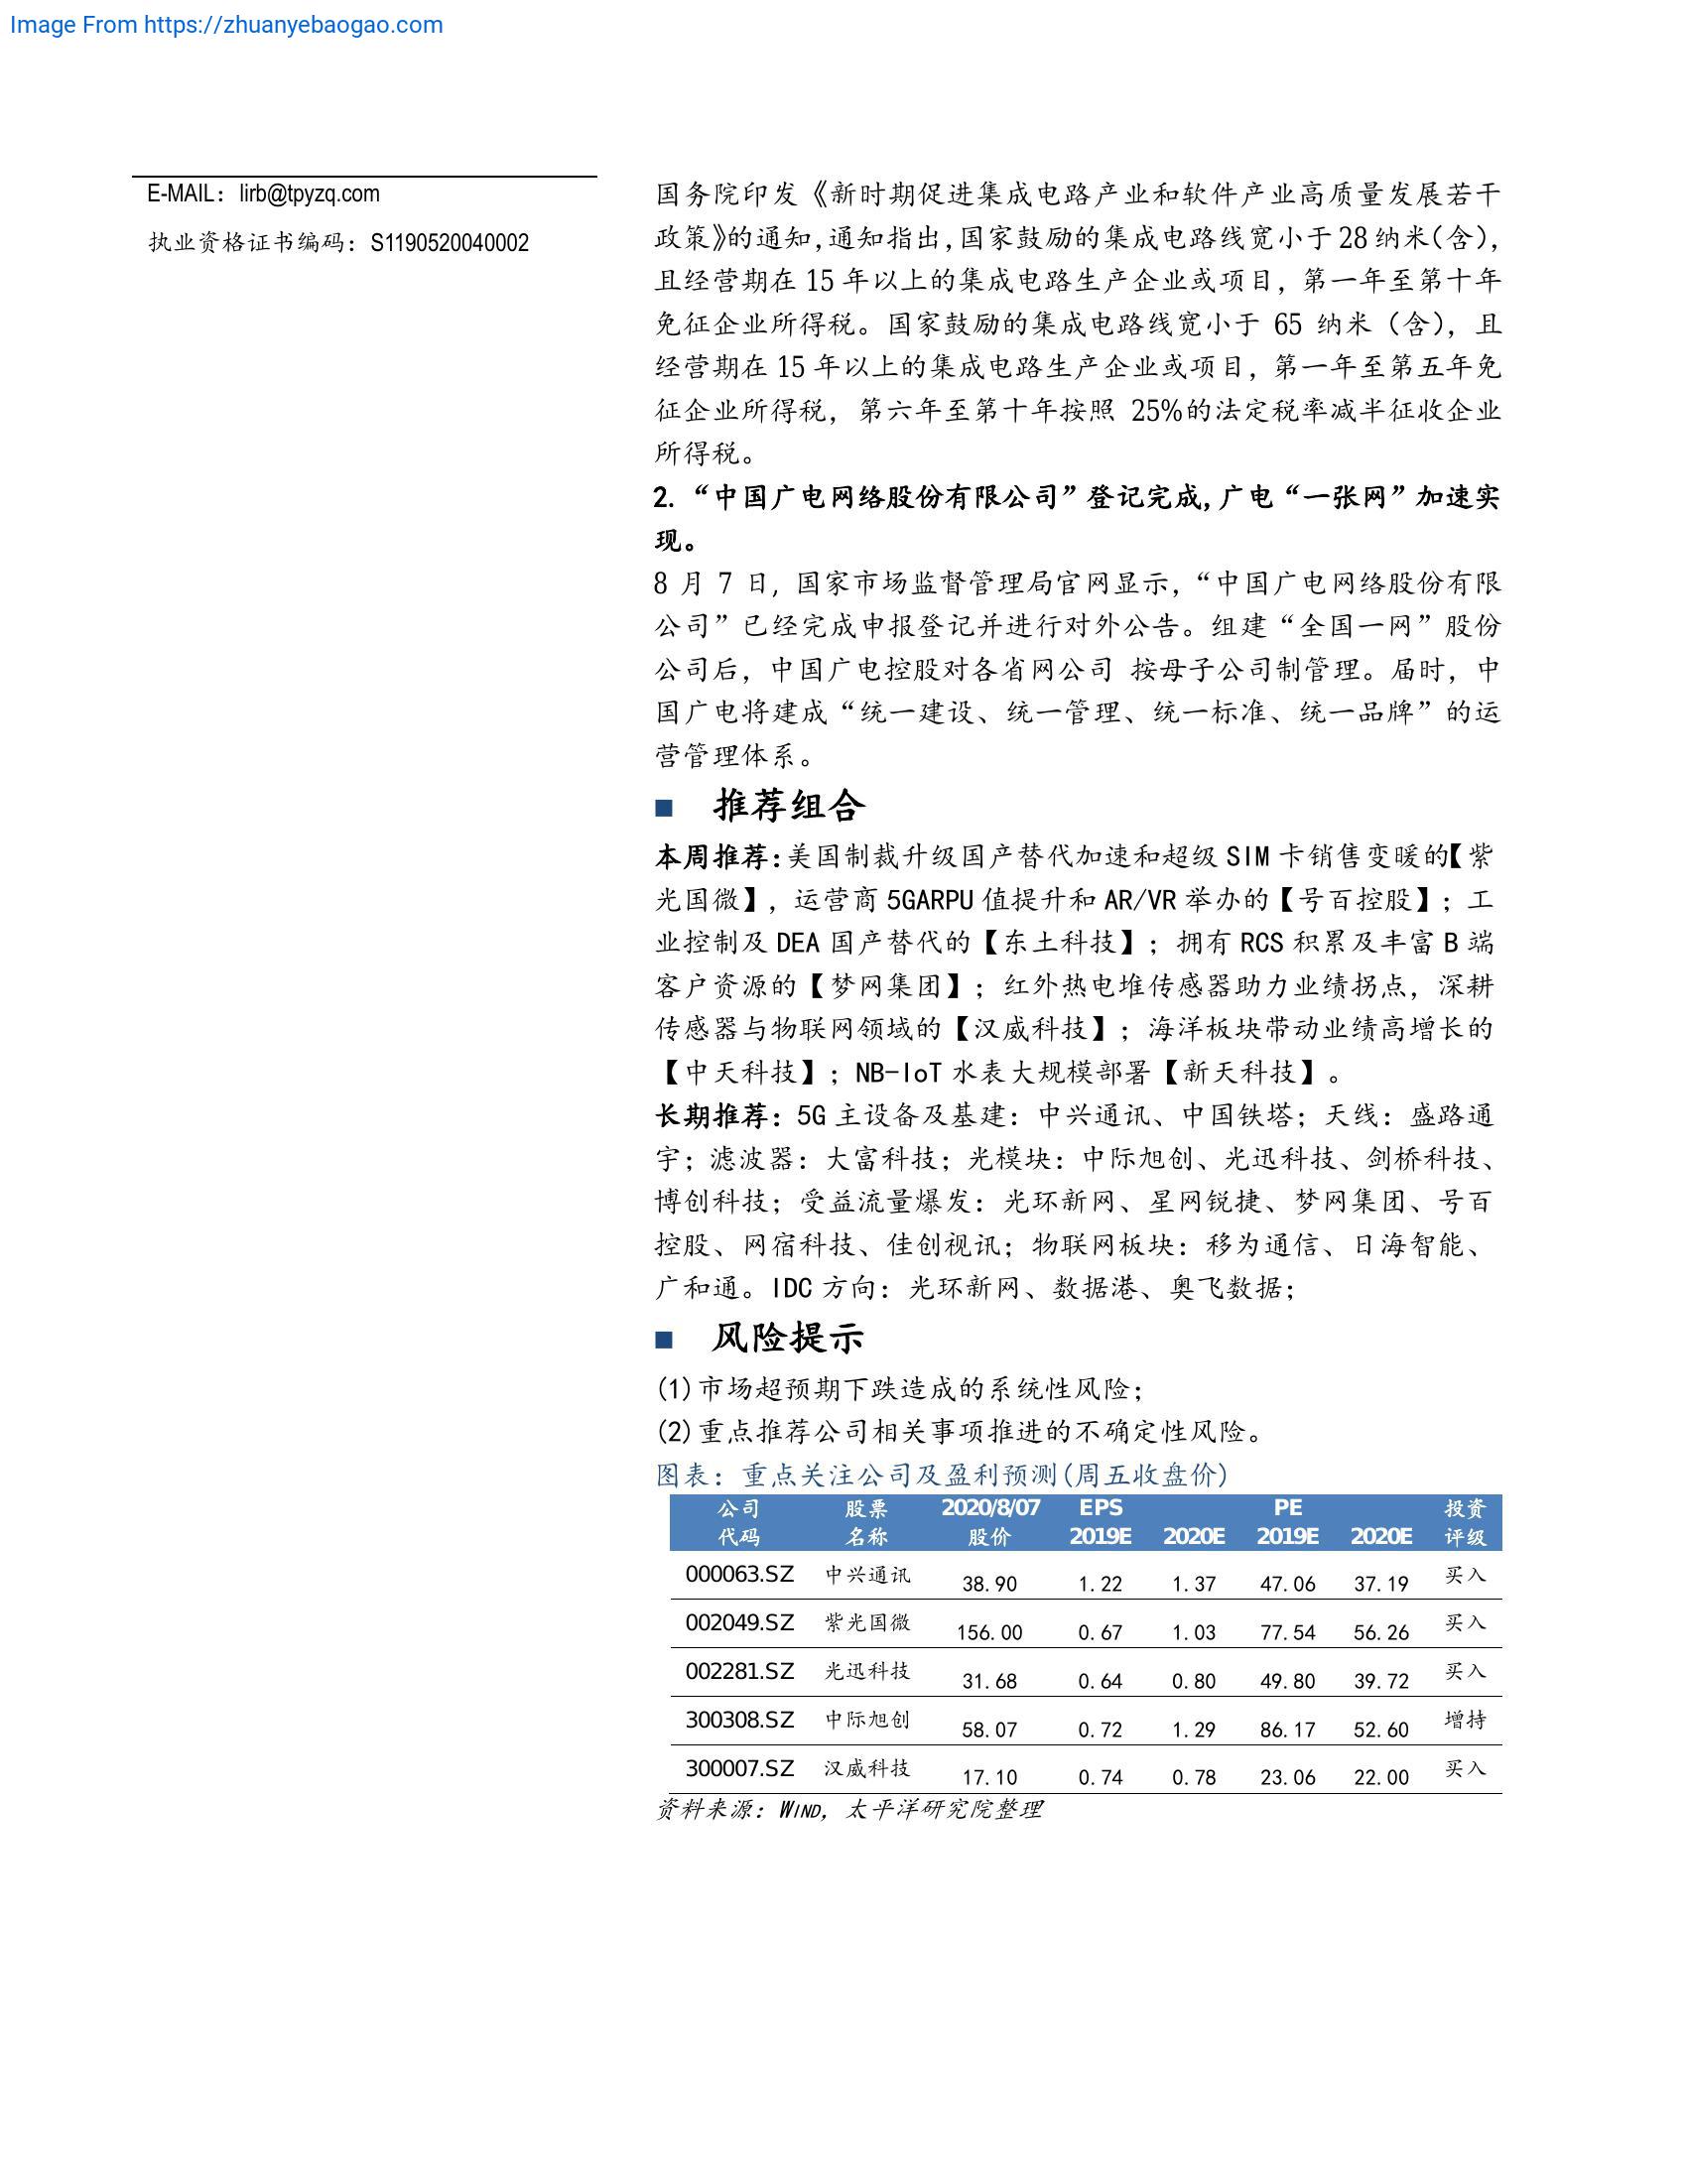 Image From https://zhuanyebaogao.com
E-MAIL：lirb@tpyzq.com
执业资格证书编码：S1190520040002
国务院印发《新时期促进集成电路产业和软件产业高质量发展若干
政策》的通知,通知指出,国家鼓励的集成电路线宽小于28纳米(含),
且经营期在 15 年以上的集成电路生产企业或项目，第一年至第十年
免征企业所得税。国家鼓励的集成电路线宽小于 65 纳米（含），且
经营期在 15 年以上的集成电路生产企业或项目，第一年至第五年免
征企业所得税，第六年至第十年按照 25%的法定税率减半征收企业
所得税。
2. “中国广电网络股份有限公司”登记完成,广电“一张网”加速实
现。
8 月 7 日, 国家市场监督管理局官网显示，“中国广电网络股份有限
公司”已经完成申报登记并进行对外公告。组建“全国一网”股份
公司后，中国广电控股对各省网公司 按母子公司制管理。届时，中
国广电将建成“统一建设、统一管理、统一标准、统一品牌”的运
营管理体系。
■ 推荐组合
本周推荐:美国制裁升级国产替代加速和超级 SIM 卡销售变暖的【紫
光国微】，运营商 5GARPU 值提升和 AR/VR 举办的【号百控股】；工
业控制及 DEA 国产替代的【东土科技】；拥有 RCS 积累及丰富 B 端
客户资源的【梦网集团】；红外热电堆传感器助力业绩拐点，深耕
传感器与物联网领域的【汉威科技】；海洋板块带动业绩高增长的
【中天科技】；NB-IoT 水表大规模部署【新天科技】。
长期推荐：5G 主设备及基建：中兴通讯、中国铁塔；天线：盛路通
宇；滤波器：大富科技；光模块：中际旭创、光迅科技、剑桥科技、
博创科技；受益流量爆发：光环新网、星网锐捷、梦网集团、号百
控股、网宿科技、佳创视讯；物联网板块：移为通信、日海智能、
广和通。IDC 方向：光环新网、数据港、奥飞数据；
■ 风险提示
(1)市场超预期下跌造成的系统性风险；
(2)重点推荐公司相关事项推进的不确定性风险。
图表：重点关注公司及盈利预测(周五收盘价)
公司 股票 2020/8/07 EPS PE 投资
代码 名称 股价 2019E 2020E 2019E 2020E 评级
000063.SZ 中兴通讯 38.90 1.22 1.37 47.06 37.19 买入
002049.SZ 紫光国微 156.00 0.67 1.03 77.54 56.26 买入
002281.SZ 光迅科技 31.68 0.64 0.80 49.80 39.72 买入
300308.SZ 中际旭创 58.07 0.72 1.29 86.17 52.60 增持
300007.SZ 汉威科技 17.10 0.74 0.78 23.06 22.00 买入
资料来源：WIND，太平洋研究院整理